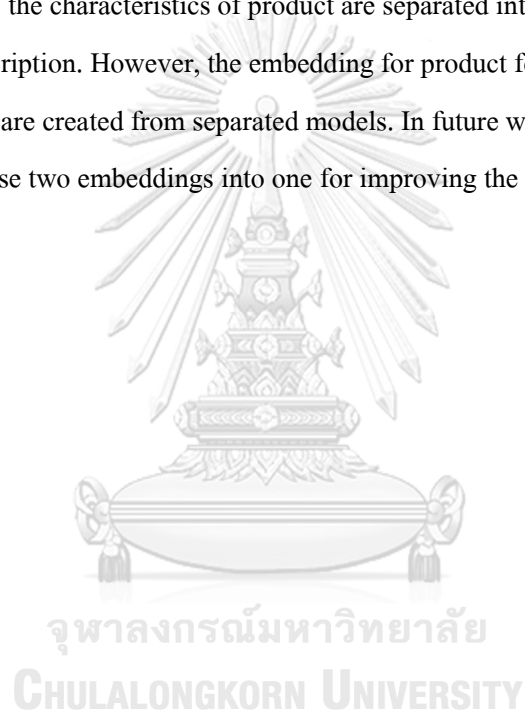 the characteristics of product are separated int
ription. However, the embedding for product fe
are created from separated models. In future w
se two embeddings into one for improving the
จุฬาลงกรณ์มหาวิทยาลัย
CHULALONGKORN UNIVERSITY